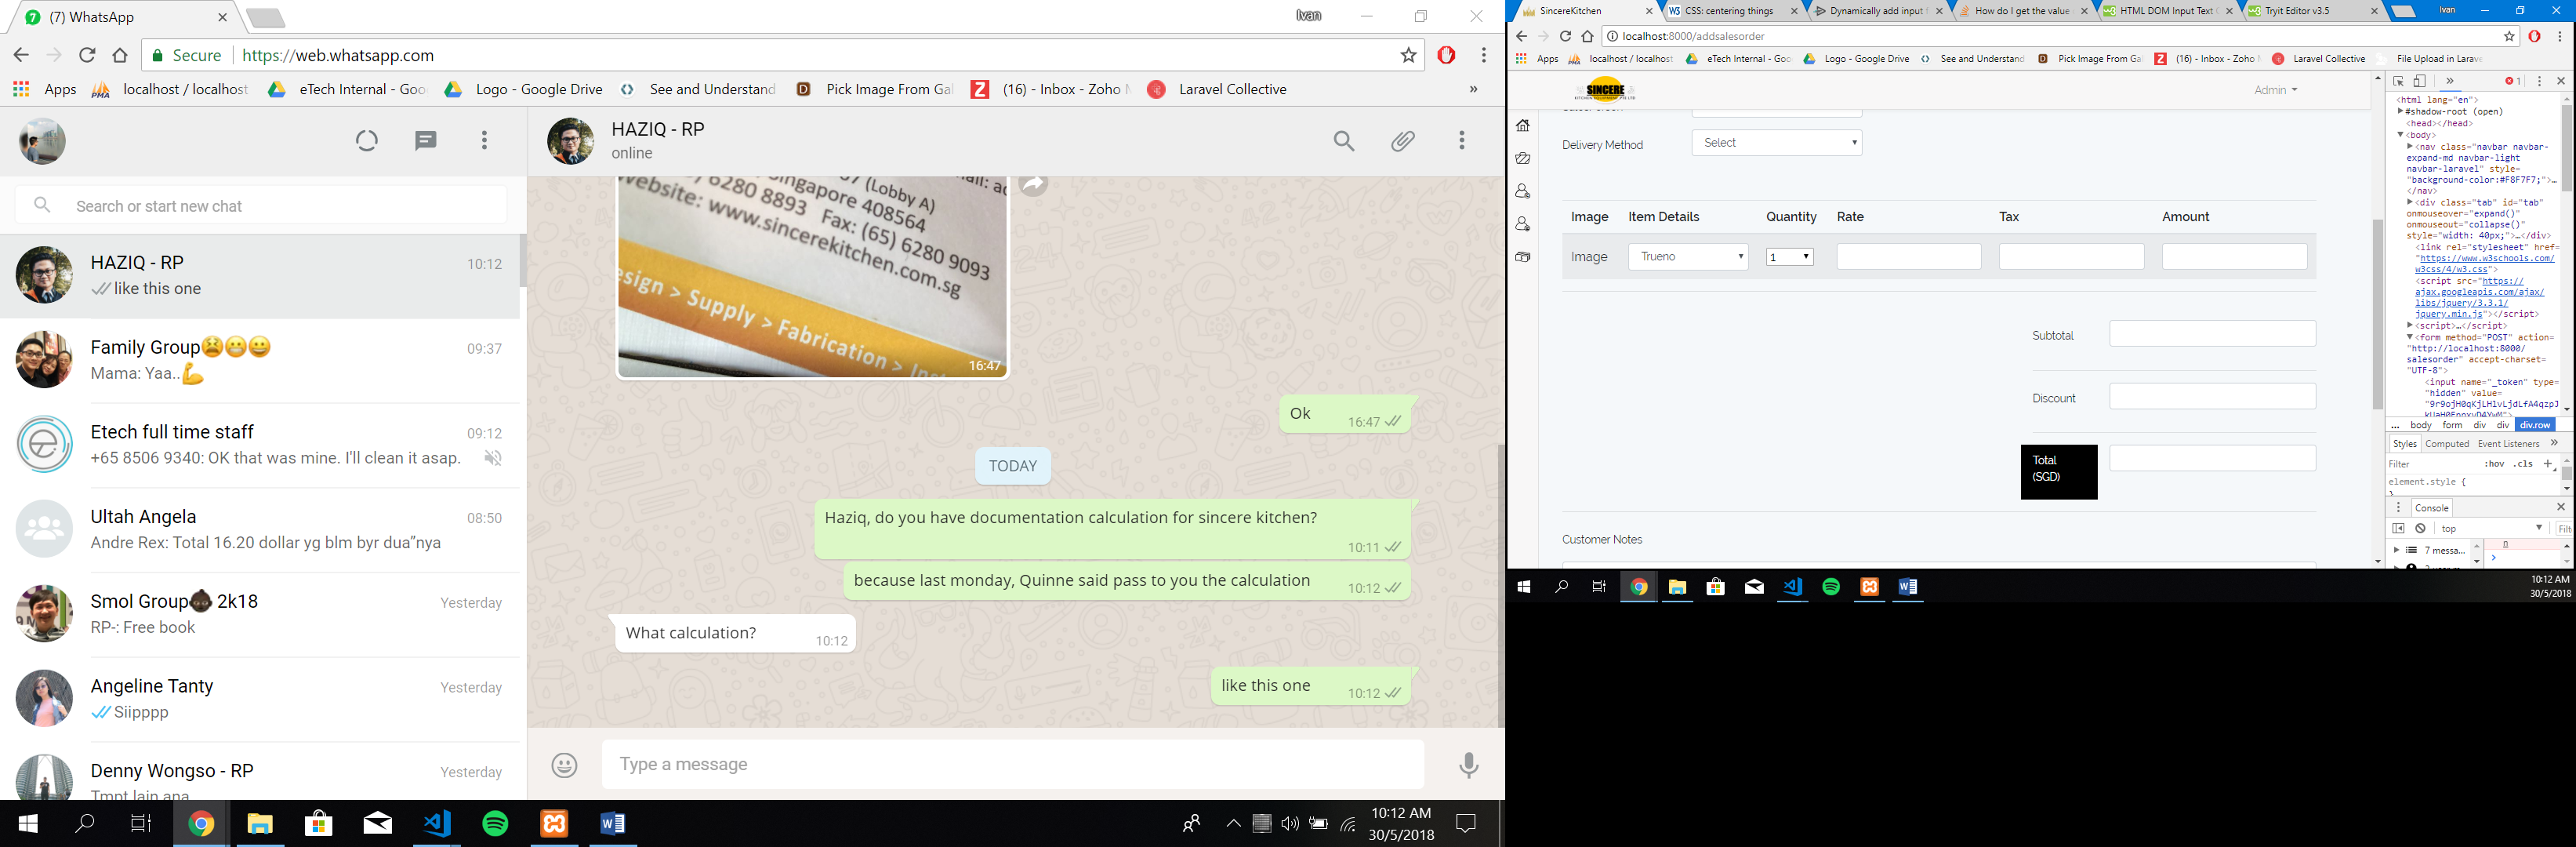 (7) WhatsApp
Ivan
Secure
https://web.whatsapp.com
Apps
localhost / localhost
eTech Internal - Goo
Logo - Google Drive
See and Understand
Pick Image From Gal
(16) - Inbox - Zoho
Laravel Collective
»
HAZIQ - RP
online
Search or start new chat
HAZIQ - RP
10:12
like this one
Family Group
09:37
Mama: Yaa..
Etech full time staff
09:12
+65 8506 9340: OK that was mine. I'll clean it asap.
Ultah Angela
08:50
Andre Rex: Total 16.20 dollar yg blm byr dua"nya
Smol Group 2k18
Yesterday
RP-: Free book
Angeline Tanty
Yesterday
Siipppp
Denny Wongso - RP
Yesterday
Tmpt lain ana
(Lobby A)
Singapore 408564
6280 8893 Fax: (65) 6280 9093
Website: www.sincerekitchen.com.sg
esign > Supply > Fabrication >
16:47
Ok
16:47
TODAY
Haziq, do you have documentation calculation for sincere kitchen?
10:11
because last monday, Quinne said pass to you the calculation
10:12
What calculation?
10:12
like this one
10:12
Type a message
10:12 AM
30/5/2018
SincereKitchen
CSS: centering things
Dynamically add input
How do I get the value
HTML DOM Input Text
Tryit Editor v3.5
Ivan
localhost:8000/addsalesorder
Apps
localhost / localhost
eTech Internal - Goo
Logo - Google Drive
See and Understand
Pick Image From Gal
(16) - Inbox - Zoho
Laravel Collective
File Upload in Larave
SINCERE
Admin
Delivery Method
Select
Image
Item Details
Quantity
Rate
Tax
Amount
Image
Trueno
1
Subtotal
Discount
Total
(SGD)
Customer Notes
»
1
<html lang="en">
#shadow-root (open)
<head></head>
<body>
<nav class="navbar navbar-
expand-md navbar-light
navbar-laravel" style=
"background-color:#F8F7F7;">…
</nav>
<div class="tab" id="tab"
onmouseover="expand()"
onmouseout="collapse()"
style="width: 40px;">…</div>
<link rel="stylesheet" href=
"https://www.w3schools.com/
w3css/4/w3.css">
<script src="https://
ajax.googleapis.com/ajax/
libs/jquery/3.3.1/
jquery.min.js"></script>
<script>…</script>
<form method="POST" action=
"http://localhost:8000/
salesorder" accept-charset=
"UTF-8">
<input name="_token" type=
"hidden" value=
... body form div div div.row
Styles Computed Event Listeners »
Filter :hov .cls +
element.style {
Console
top
7 messa...
10:12 AM
30/5/2018